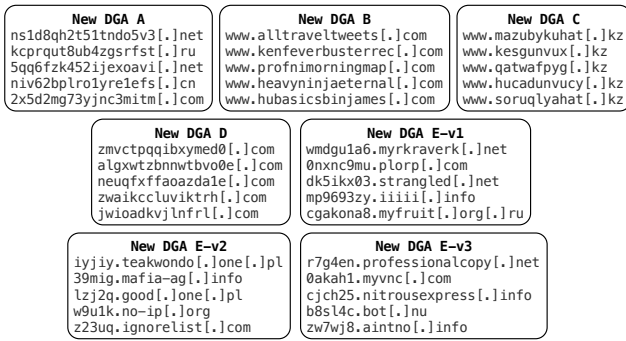 New DGA A
ns1d8qh2t51tndo5v3[.]net
kcprqut8ub4zgsrfst[.]ru
5qq6fzk452ijexoavi[.]net
niv62bplro1yre1efs[.]cn
2x5d2mg73yjnc3mitm[.]com
New DGA B
www.alltraveltweets[.]com
www.kenfeverbusterrec[.]com
www.profnimorningmap[.]com
www.heavyninjaeternal[.]com
www.hubasicsbinjames[.]com
New DGA C
www.mazubykuhat[.]kz
www.kesgunvux[.]kz
www.qatwafpyg[.]kz
www.hucadunvucy[.]kz
www.soruqlyahat[.]kz
New DGA D
zmvctpqqibxymed0[.]com
algxwtzbnnwtbvo0e[.]com
neuqfxffaoazda1e[.]com
zwaikccluviktrh[.]com
jwioadkvjlnfrl[.]com
New DGA E-v1
wmdgu1a6.myrkraverk[.]net
0nxnc9mu.plorp[.]com
dk5ikx03.strangled[.]net
mp9693zy.iiiii[.]info
cgakona8.myfruit[.]org[.]ru
New DGA E-v2
iyjiy.teakwondo[.]one[.]pl
39mig.mafia-ag[.]info
lzj2q.good[.]one[.]pl
w9u1k.no-ip[.]org
z23uq.ignorelist[.]com
New DGA E-v3
r7g4en.professionalcopy[.]net
0akah1.myvnc[.]com
cjch25.nitrousexpress[.]info
b8sl4c.bot[.]nu
zw7wj8.aintno[.]info